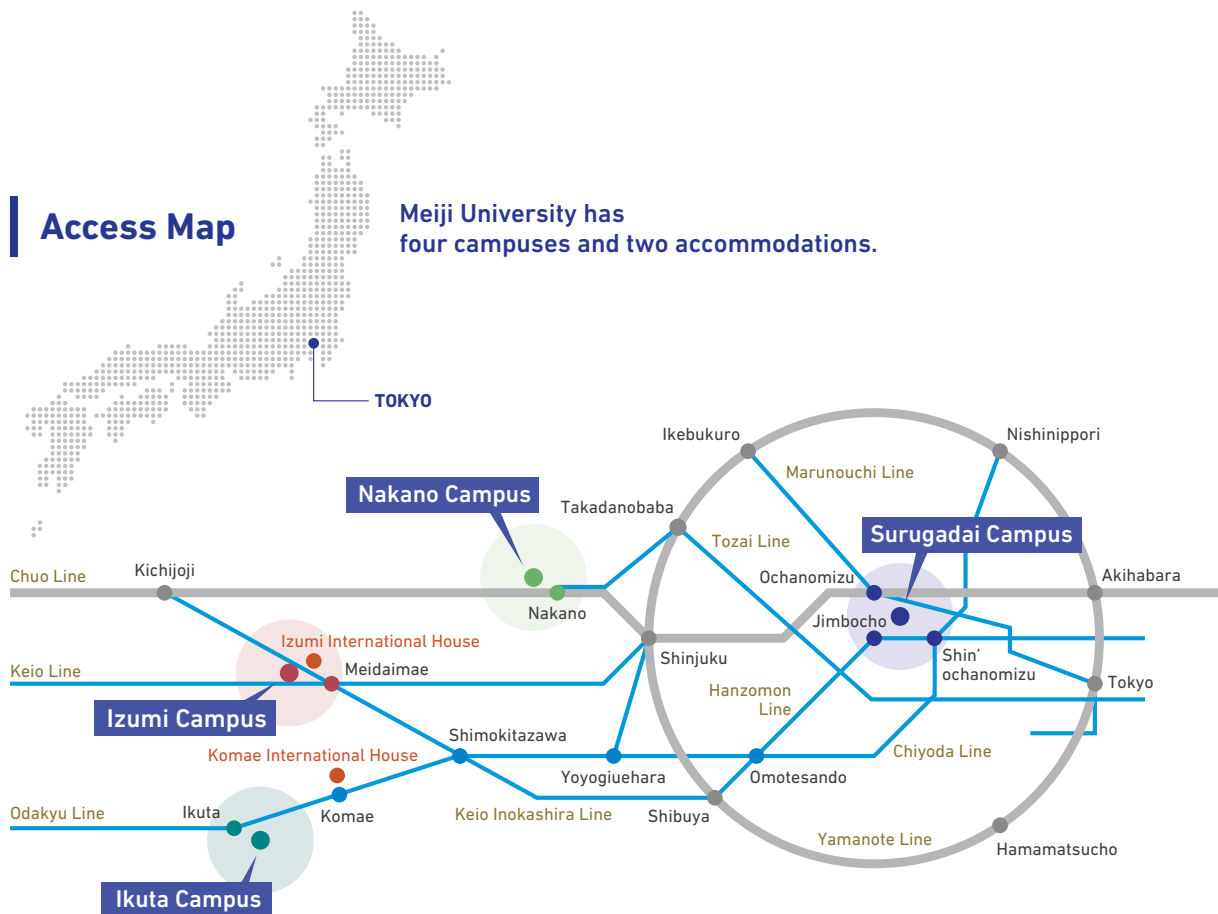 Access Map
Meiji University has
four campuses and two accommodations.
TOKYO
Ikebukuro
Nishinippori
Marunouchi Line
Nakano Campus
Takadanobaba
Tozai Line
Surugadai Campus
Chuo Line
Kichijoji
Ochanomizu
Akihabara
Nakano
Jimbocho
Izumi International House
Keio Line
Meidaimae
Shinjuku
Shin'
ochanomizu
Hanzomon
Line
Tokyo
Izumi Campus
Shimokitazawa
Komae International House
Yoyogiuehara
Omotesando
Chiyoda Line
Odakyu Line
Ikuta
Komae
Keio Inokashira Line
Shibuya
Yamanote Line
Hamamatsucho
Ikuta Campus